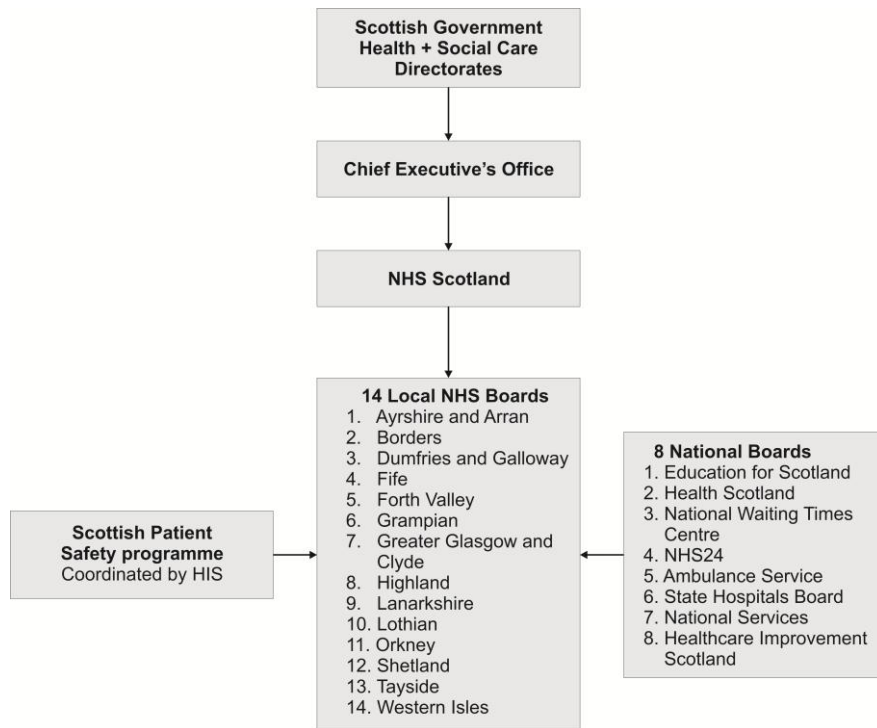 Scottish Government
Health + Social Care
Directorates
Chief Executive's Office
NHS Scotland
14 Local NHS Boards
1. Ayrshire and Arran
2. Borders
3. Dumfries and Galloway
4. Fife
5. Forth Valley
6. Grampian
7. Greater Glasgow and
Clyde
8. Highland
9. Lanarkshire
10. Lothian
11. Orkney
12. Shetland
13. Tayside
14. Western Isles
Scottish Patient
Safety programme
Coordinated by HIS
8 National Boards
1. Education for Scotland
2. Health Scotland
3. National Waiting Times
Centre
4. NHS24
5. Ambulance Service
6. State Hospitals Board
7. National Services
8. Healthcare Improvement
Scotland